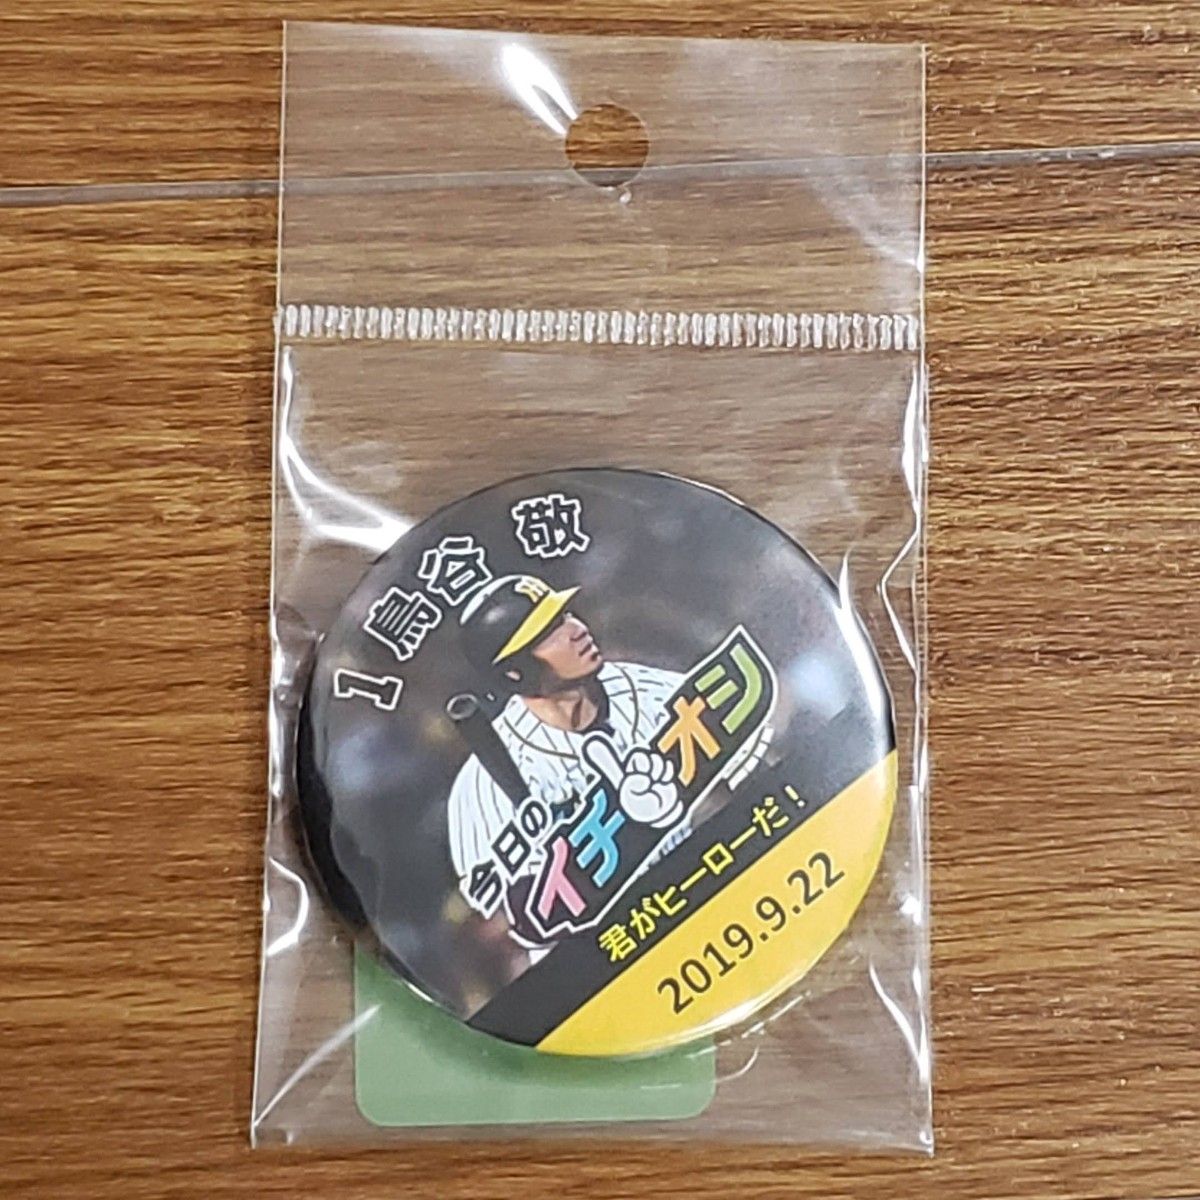 1 鳥谷 敬
今日の
イチオシ
君がヒーローだ！
2019.9.22